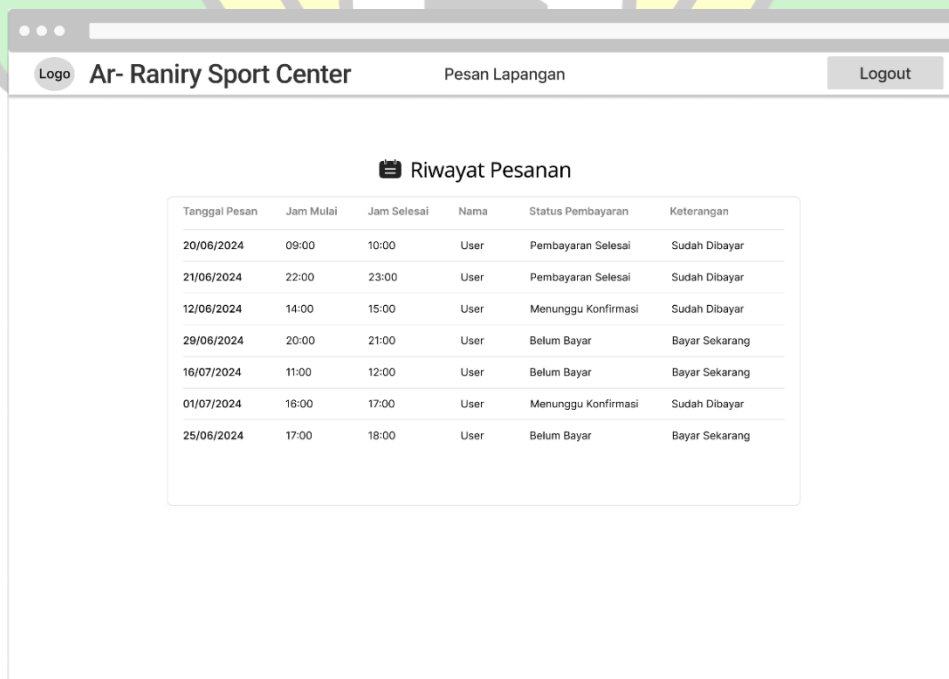 Logo Ar- Raniry Sport Center Pesan Lapangan Logout
Riwayat Pesanan
Tanggal Pesan Jam Mulai Jam Selesai Nama Status Pembayaran Keterangan
20/06/2024 09:00 10:00 User Pembayaran Selesai Sudah Dibayar
21/06/2024 22:00 23:00 User Pembayaran Selesai Sudah Dibayar
12/06/2024 14:00 15:00 User Menunggu Konfirmasi Sudah Dibayar
29/06/2024 20:00 21:00 User Belum Bayar Bayar Sekarang
16/07/2024 11:00 12:00 User Belum Bayar Bayar Sekarang
01/07/2024 16:00 17:00 User Menunggu Konfirmasi Sudah Dibayar
25/06/2024 17:00 18:00 User Belum Bayar Bayar Sekarang